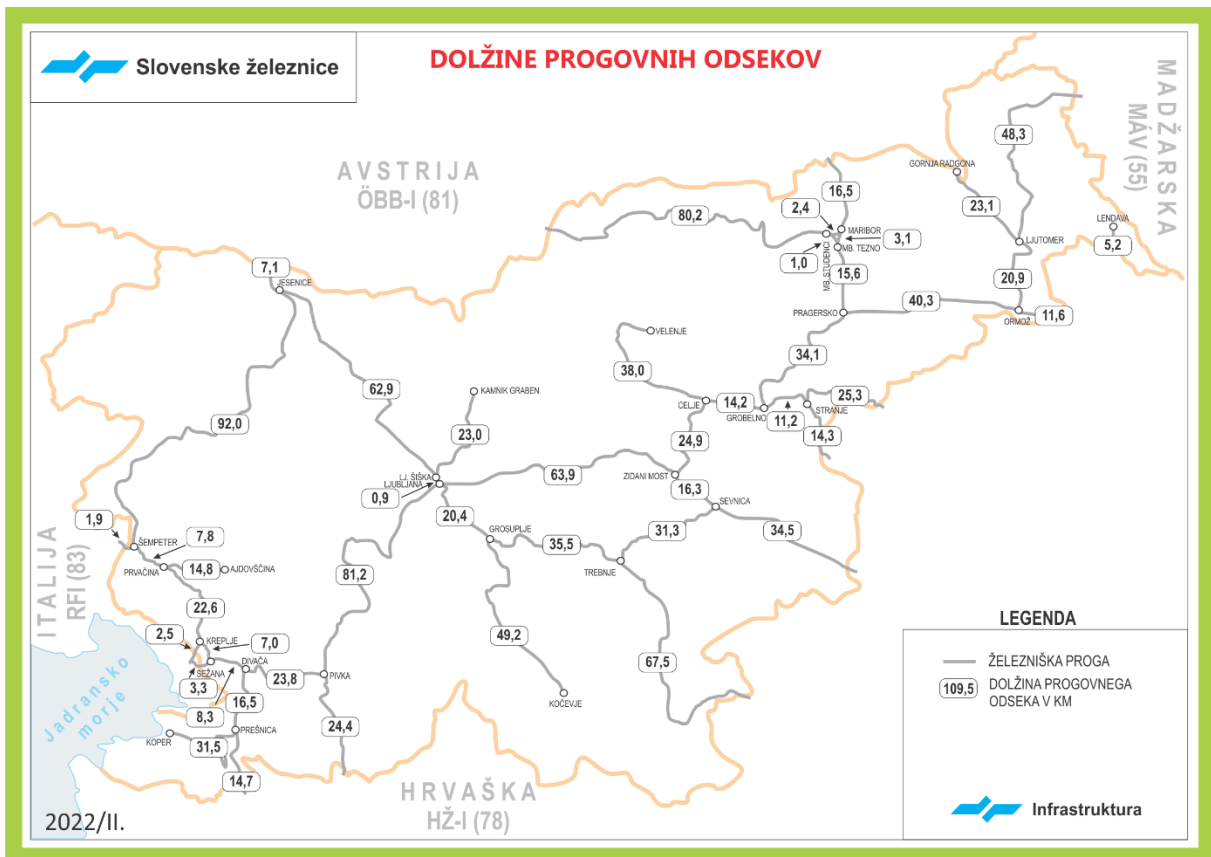 Slovenske železnice
DOLŽINE PROGOVNIH ODSEKOV
MADŽARSKA
MÁV (55)
AVSTRIJA
ÖBB-I (81)
48,3
GORNJA RADGONA
16,5
23,1
80,2
2,4
MARIBOR
3,1
LENDAVA
5,2
LJUTOMER
MB. TEZNO
MB. ŠTUDENCI
1,0
15,6
20,9
7,1
JESENICE
40,3
PRAGERSKO
ORMOŽ
11,6
VELENJE
34,1
38,0
62,9
KAMNIK GRABEN
25,3
CELJE
14,2
GROBELNO
STRANJE
11,2
92,0
23,0
24,9
14,3
LJ. ŠIŠKA
LJUBLJANA
63,9
ZIDANI MOST
16,3
0,9
SEVNICA
1,9
20,4
GROSUPLJE
31,3
34,5
ŠEMPETER
7,8
35,5
PRVAČINA
14,8
AJDOVŠČINA
TREBNJE
81,2
ITALIJA
RFI (83)
22,6
2,5
KREPLJE
7,0
49,2
SEŽANA
DIVAČA
67,5
3,3
23,8
PIVKA
16,5
8,3
KOČEVJE
Jadransko
morje
PREŠNICA
24,4
KOPER
31,5
14,7
HRVAŠKA
HŽ-I (78)
2022/II.
LEGENDA
ŽELEZNIŠKA PROGA
109,5
DOLŽINA PROGOVNEGA
ODSEKA V KM
Infrastruktura